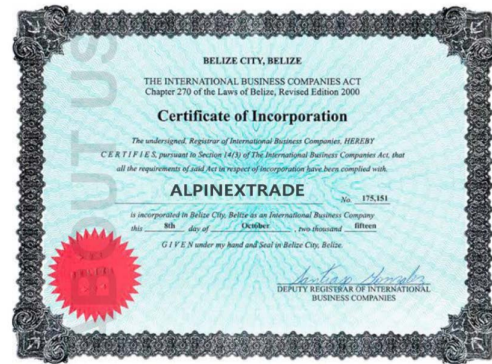 BELIZE CITY, BELIZE
THE INTERNATIONAL BUSINESS COMPANIES ACT
Chapter 270 of the Laws of Belize, Revised Edition 2000
Certificate of Incorporation
The undersigned, Registrar of International Business Companies, HEREBY
CERTIFIES, pursuant to Section 14(3) of The International Business Companies Act, that
all the requirements of said Act in respect of incorporation have been complied with.
ALPINEXTRADE
No. 175,151
is incorporated in Belize City, Belize as an International Business Company
this 8th day of October, two thousand fifteen
GIVEN under my hand and Seal in Belize City, Belize.
DEPUTY REGISTRAR OF INTERNATIONAL
BUSINESS COMPANIES
ABOUT US